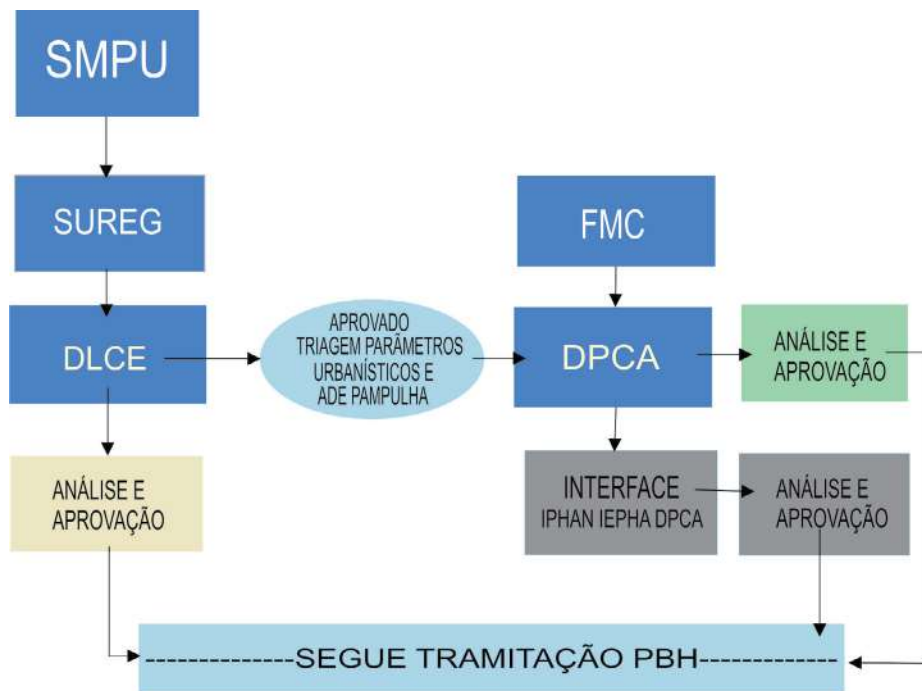 SMPU
SUREG
FMC
DLCE
APROVADO
TRIAGEM PARÂMETROS
URBANÍSTICOS E
ADE PAMPULHA
DPCA
ANÁLISE E
APROVAÇÃO
ANÁLISE E
APROVAÇÃO
INTERFACE
IPHAN IEPHA DPCA
ANÁLISE E
APROVAÇÃO
---------------SEGUE TRAMITAÇÃO PBH------------